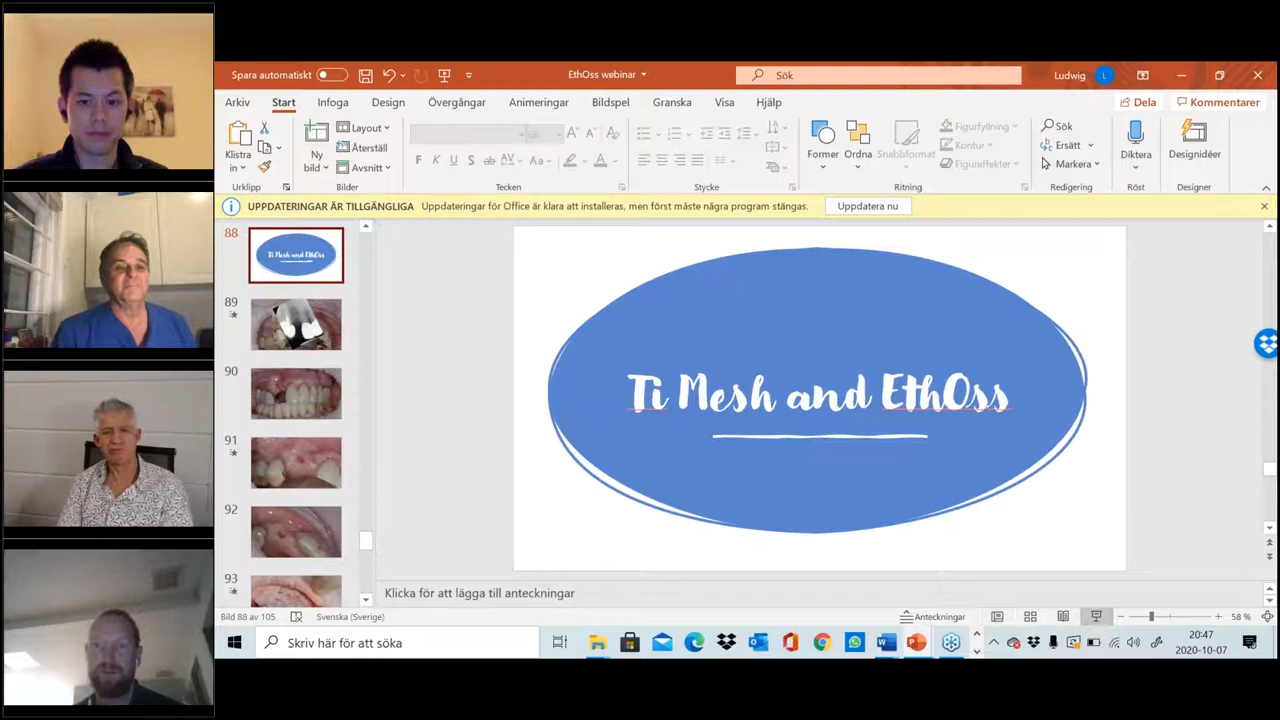 Spara automatiskt
EthOss webinar
Sök
Ludwig
L
Arkiv Start Infoga Design Övergångar Animeringar Bildspel Granska Visa Hjälp
Dela Kommentarer
Klistra in
Urklipp
Ny bild
Layout
Återställ
Avsnitt
Bilder
F K U S ab AV Aa A
Tecken
Stycke
Former
Ordna
Snabbformat
Figurfyllning
Kontur
Figureffekter
Ritning
Sök
Ersätt
Markera
Redigering
Diktera
Röst
Designidéer
Designer
UPPDATERINGAR ÄR TILLGÄNGLIGA Uppdateringar för Office är klara att installeras, men först måste några program stängas. Uppdatera nu
88
Ti Mesh and EthOss
89
90
91
92
93
Ti Mesh and EthOss
Klicka för att lägga till anteckningar
Bild 88 av 105 Svenska (Sverige) Anteckningar 58 %
Skriv här för att söka
20:47
2020-10-07